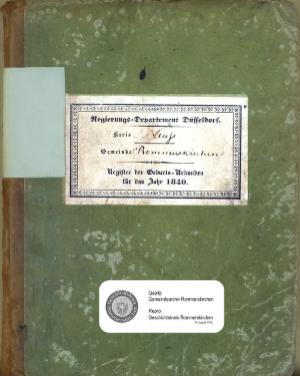 Regierungs-Departement Düsseldorf.
Kreis Neuß
Gemeinde Rommerskirchen
Register der Geburts-Urkunden
für das Jahr 1840.
Quelle:
Gemeindearchiv Rommerskirchen
Repro:
Geschichtskreis Rommerskirchen